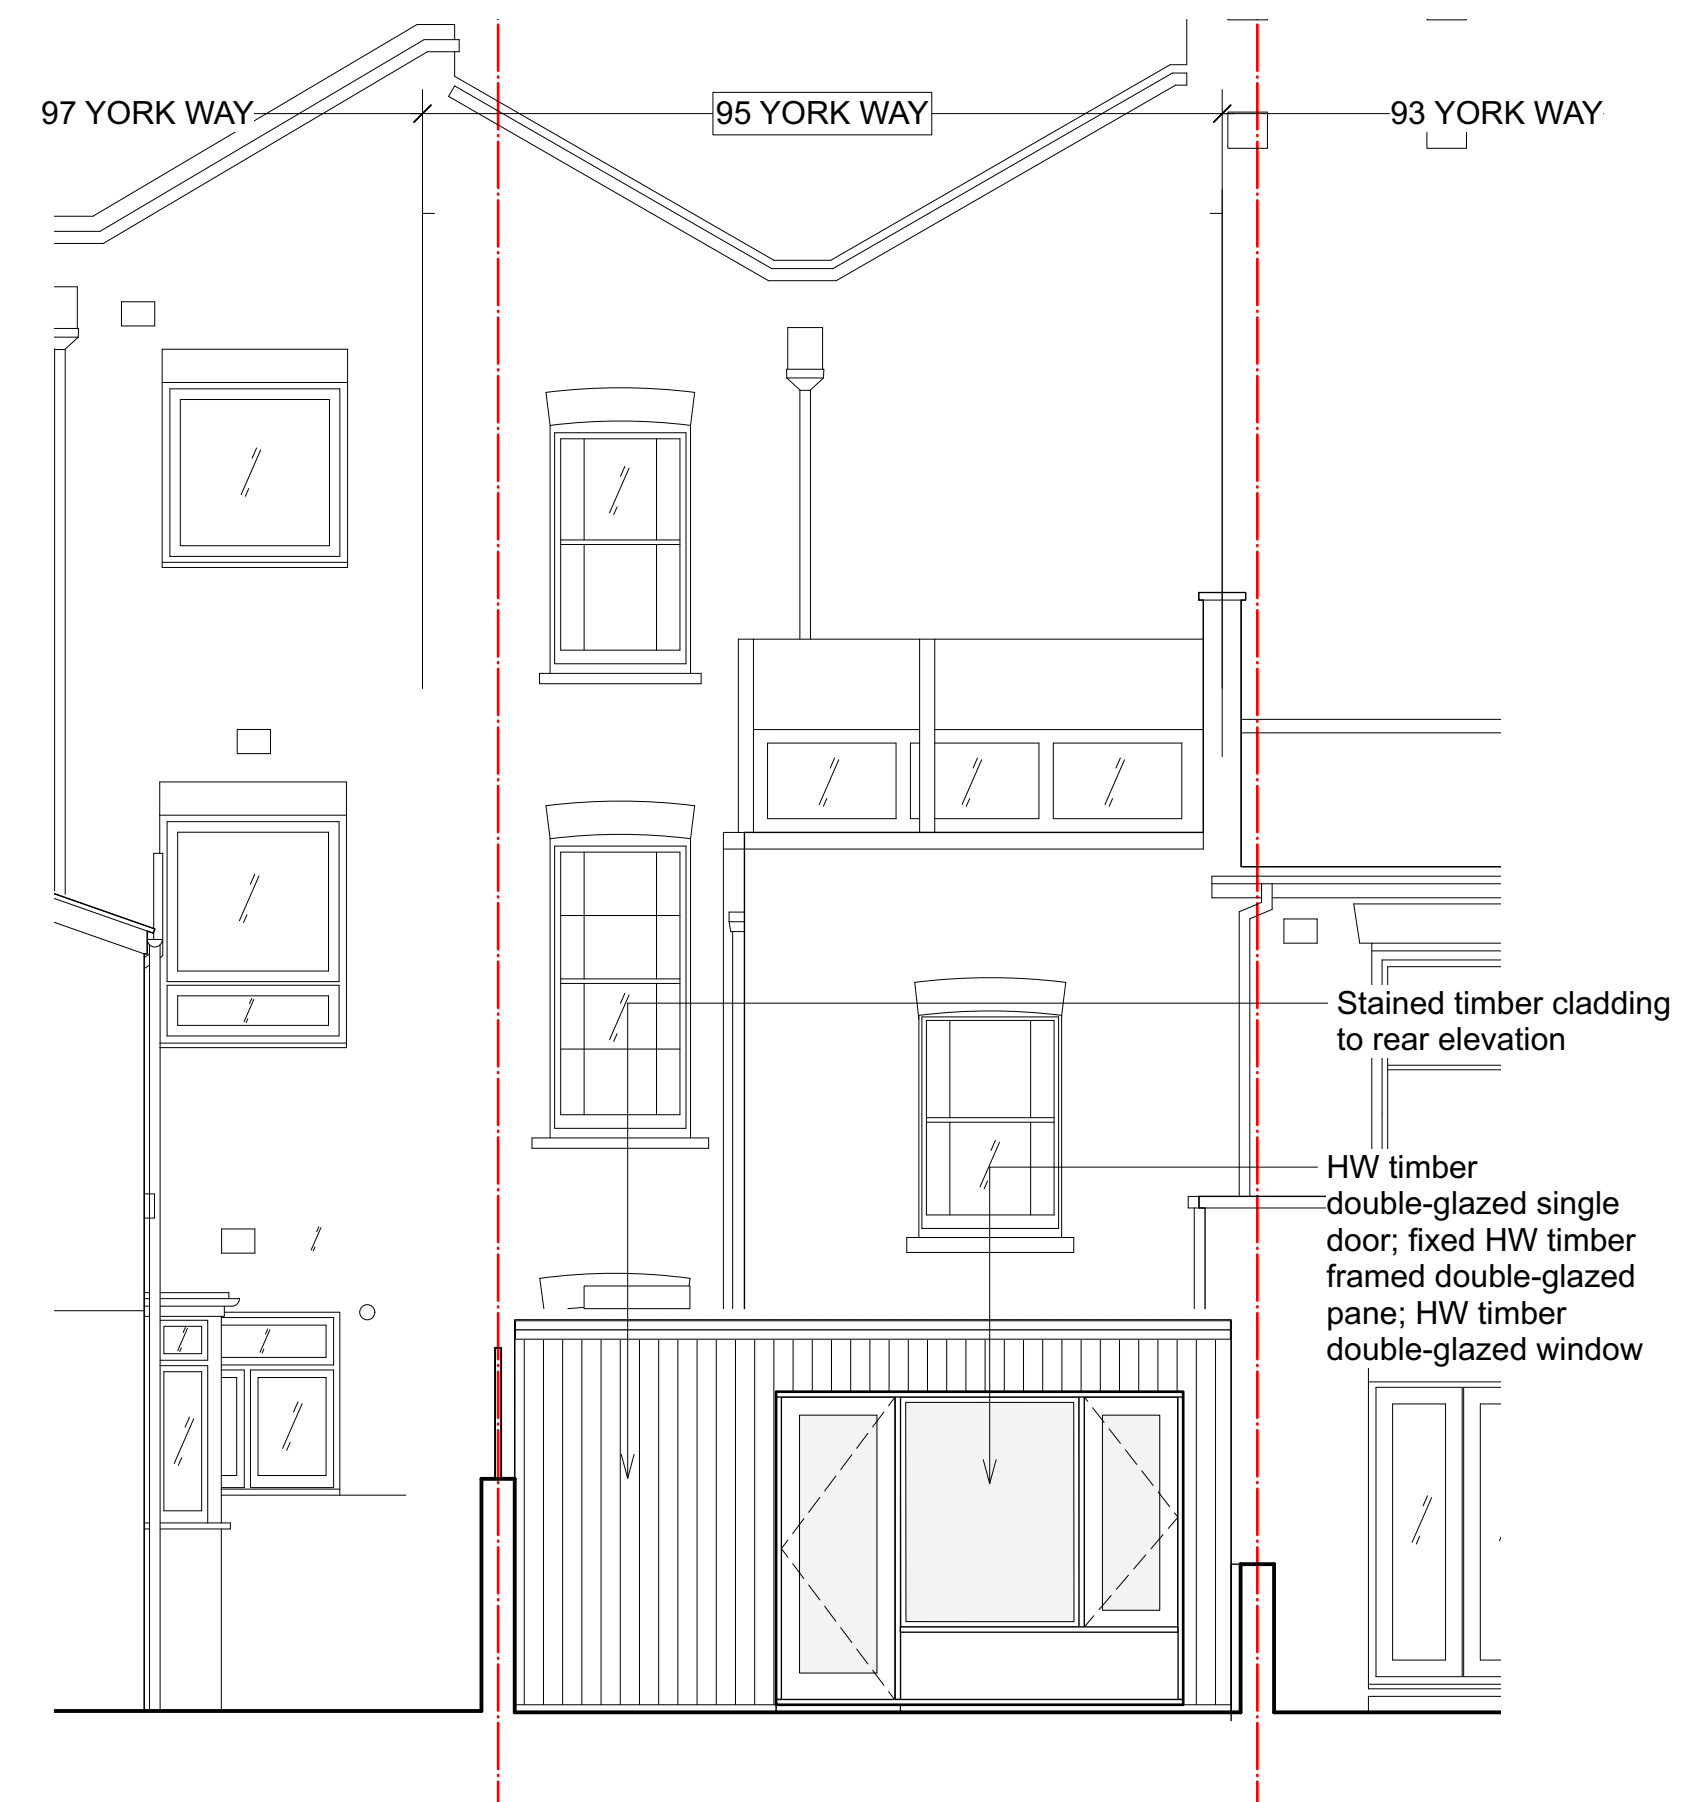 97 YORK WAY
95 YORK WAY
93 YORK WAY
Stained timber cladding
to rear elevation
HW timber
double-glazed single
door; fixed HW timber
framed double-glazed
pane; HW timber
double-glazed window